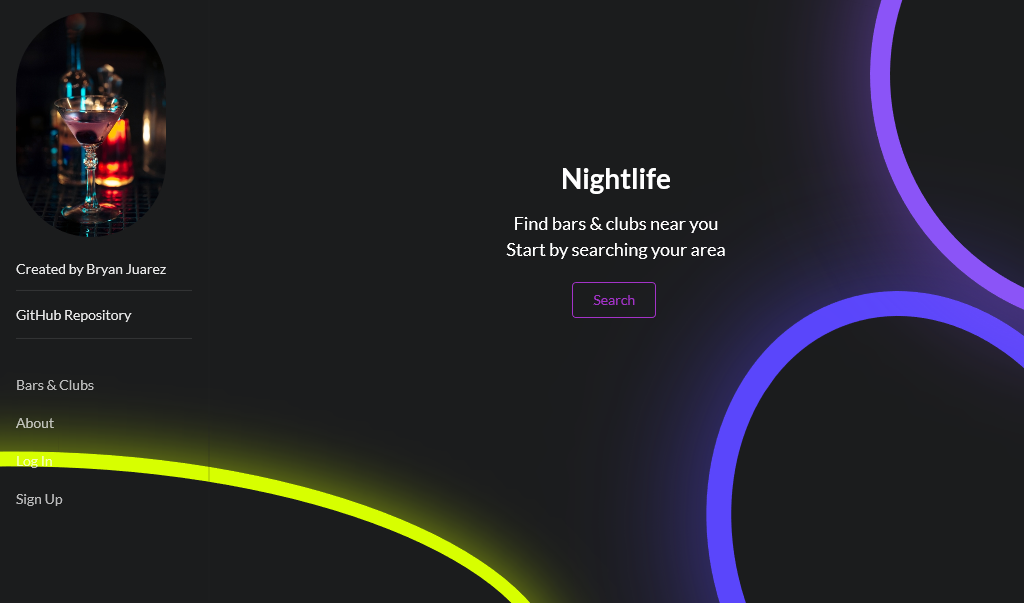 Created by Bryan Juarez
GitHub Repository
Bars & Clubs
About
Log In
Sign Up
Nightlife
Find bars & clubs near you
Start by searching your area
Search